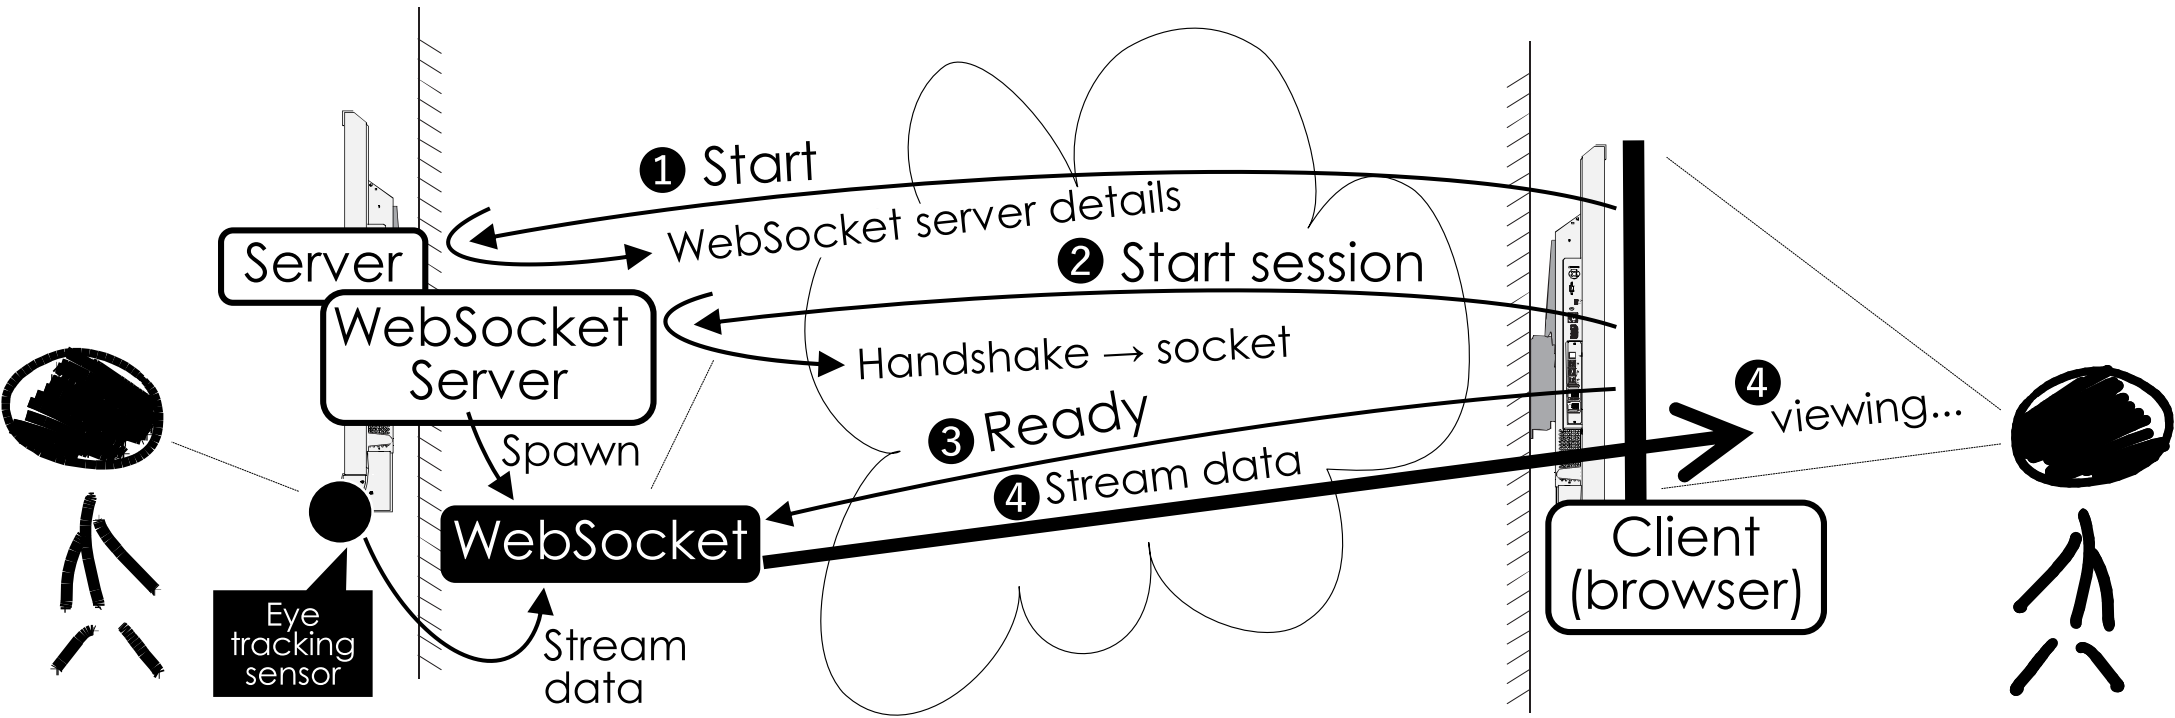 ❶ Start
WebSocket server details
Server
❷ Start session
WebSocket
Server
Handshake → socket
❸ Ready
❹
viewing...
Spawn
❹ Stream data
WebSocket
Client
(browser)
Eye
tracking
sensor
Stream
data